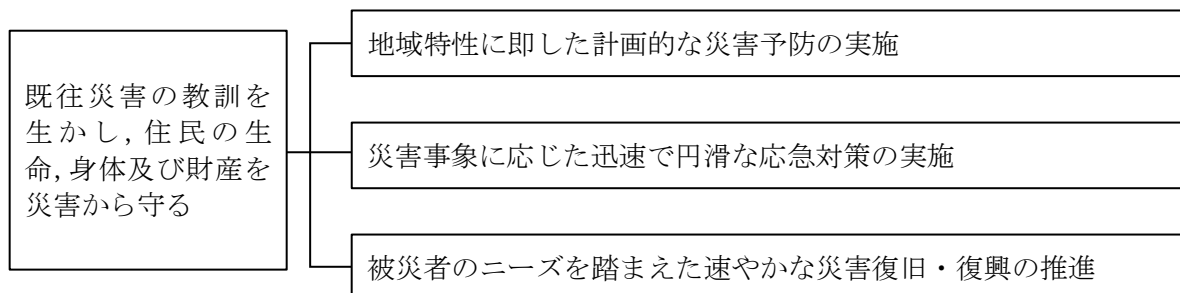 既往災害の教訓を
生かし,住民の生
命,身体及び財産を
災害から守る
地域特性に即した計画的な災害予防の実施
災害事象に応じた迅速で円滑な応急対策の実施
被災者のニーズを踏まえた速やかな災害復旧・復興の推進